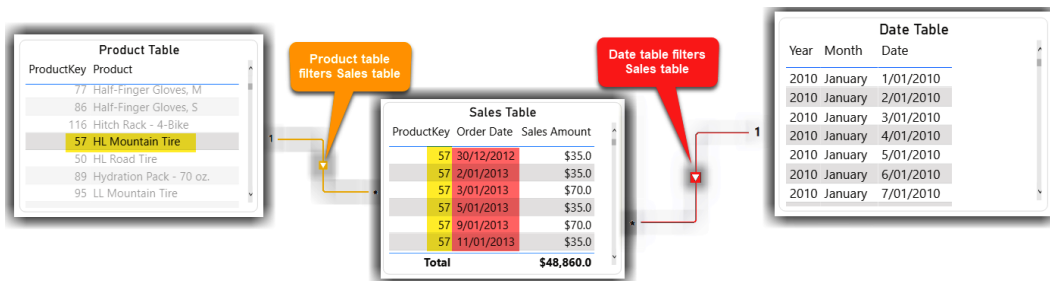 Product Table
ProductKey Product
77 Half-Finger Gloves, M
86 Half-Finger Gloves, S
116 Hitch Rack - 4-Bike
57 HL Mountain Tire
50 HL Road Tire
89 Hydration Pack - 70 oz.
95 LL Mountain Tire
Product table
filters Sales table
1
*
Sales Table
ProductKey Order Date Sales Amount
57 30/12/2012 $35.0
57 2/01/2013 $35.0
57 3/01/2013 $70.0
57 5/01/2013 $35.0
57 9/01/2013 $70.0
57 11/01/2013 $35.0
Total $48,860.0
Date table filters
Sales table
1
*
Date Table
Year Month Date
2010 January 1/01/2010
2010 January 2/01/2010
2010 January 3/01/2010
2010 January 4/01/2010
2010 January 5/01/2010
2010 January 6/01/2010
2010 January 7/01/2010